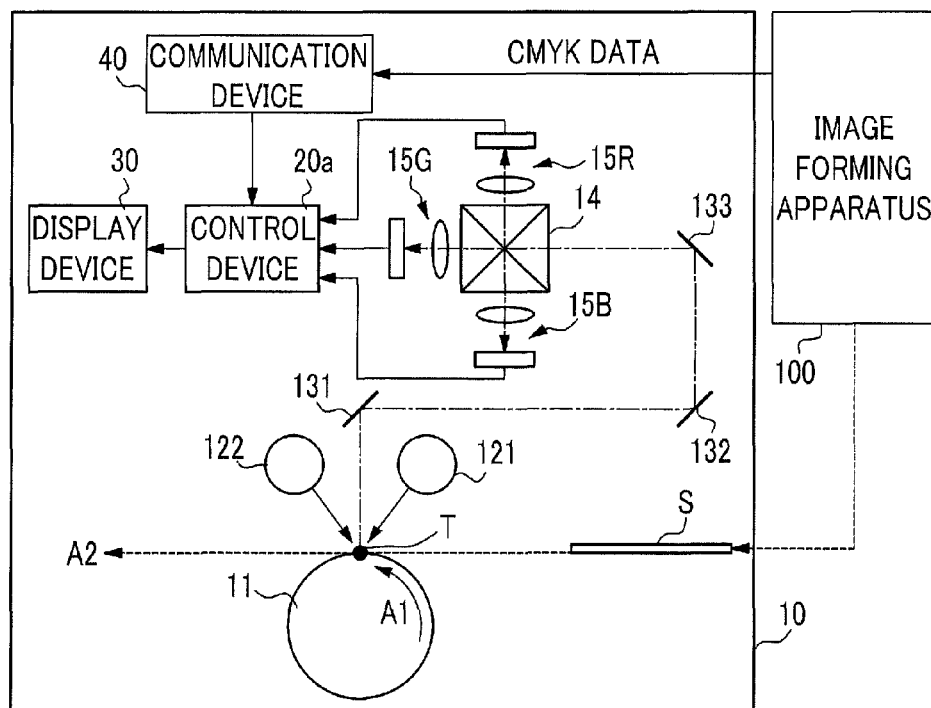 COMMUNICATION
DEVICE
40
CMYK DATA
IMAGE
FORMING
APPARATUS
100
30
DISPLAY
DEVICE
20a
CONTROL
DEVICE
15G
15R
14
133
15B
131
132
122
121
T
S
A2
11
A1
10